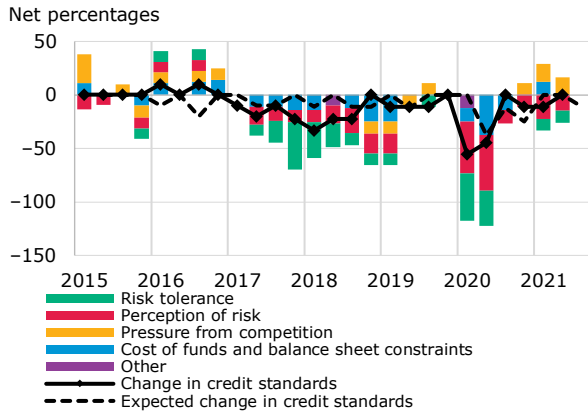 Net percentages
50
0
−50
−100
−150
2015 2016 2017 2018 2019 2020 2021
Risk tolerance
Perception of risk
Pressure from competition
Cost of funds and balance sheet constraints
Other
Change in credit standards
Expected change in credit standards